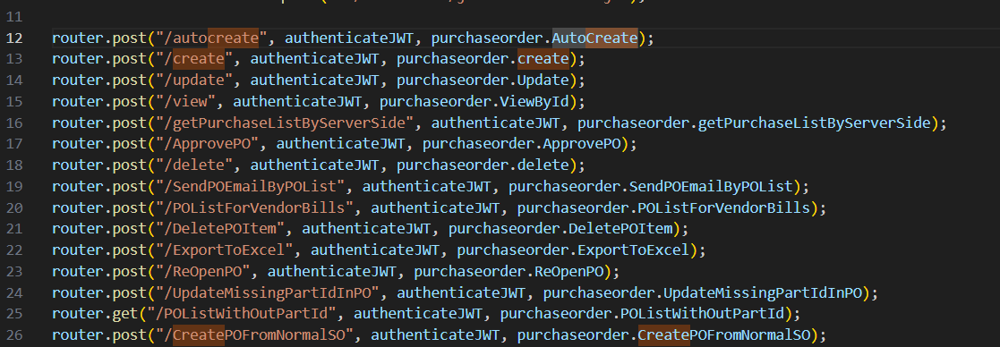 11
12 router.post("/autocreate", authenticateJWT, purchaseorder.AutoCreate);
13 router.post("/create", authenticateJWT, purchaseorder.create);
14 router.post("/update", authenticateJWT, purchaseorder.Update);
15 router.post("/view", authenticateJWT, purchaseorder.ViewById);
16 router.post("/getPurchaseListByServerSide", authenticateJWT, purchaseorder.getPurchaseListByServerSide);
17 router.post("/ApprovePO", authenticateJWT, purchaseorder.ApprovePO);
18 router.post("/delete", authenticateJWT, purchaseorder.delete);
19 router.post("/SendPOEmailByPOList", authenticateJWT, purchaseorder.SendPOEmailByPOList);
20 router.post("/POListForVendorBills", authenticateJWT, purchaseorder.POListForVendorBills);
21 router.post("/DeletePOItem", authenticateJWT, purchaseorder.DeletePOItem);
22 router.post("/ExportToExcel", authenticateJWT, purchaseorder.ExportToExcel);
23 router.post("/ReOpenPO", authenticateJWT, purchaseorder.ReOpenPO);
24 router.post("/UpdateMissingPartIdInPO", authenticateJWT, purchaseorder.UpdateMissingPartIdInPO);
25 router.get("/POListWithOutPartId", authenticateJWT, purchaseorder.POListWithOutPartId);
26 router.post("/CreatePOFromNormalSO", authenticateJWT, purchaseorder.createPOFromNormalSO);